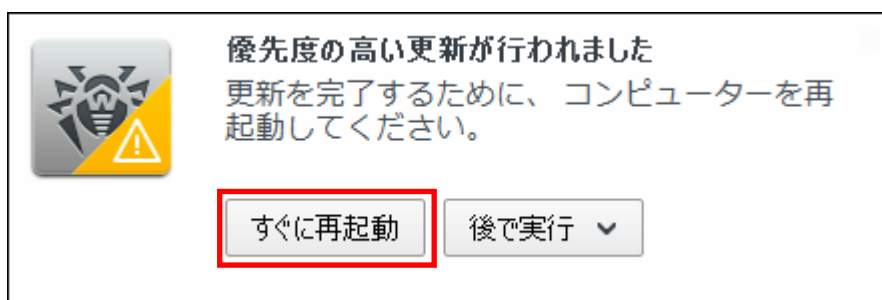 優先度の高い更新が行われました
更新を完了するために、 コンピューターを再
起動してください。
すぐに再起動
後で実行